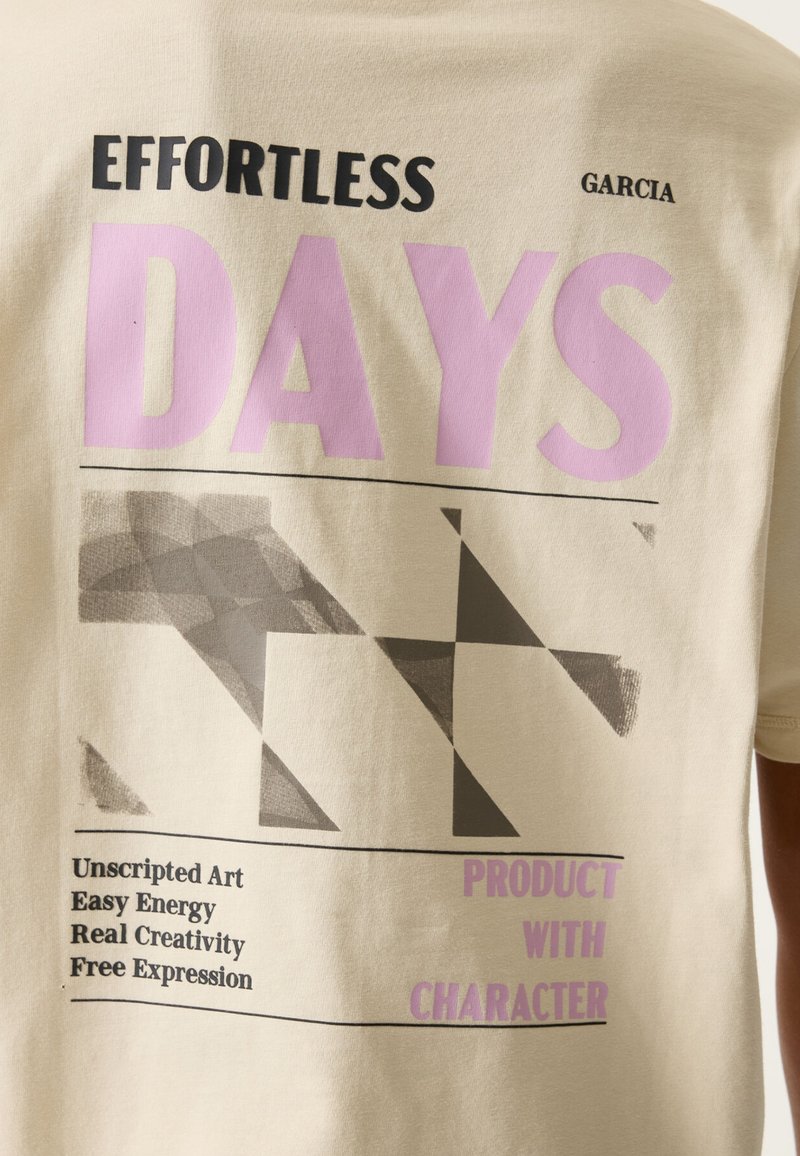 EFFORTLESS
GARCIA
DAYS
Unscripted Art
Easy Energy
Real Creativity
Free Expression
PRODUCT
WITH
CHARACTER